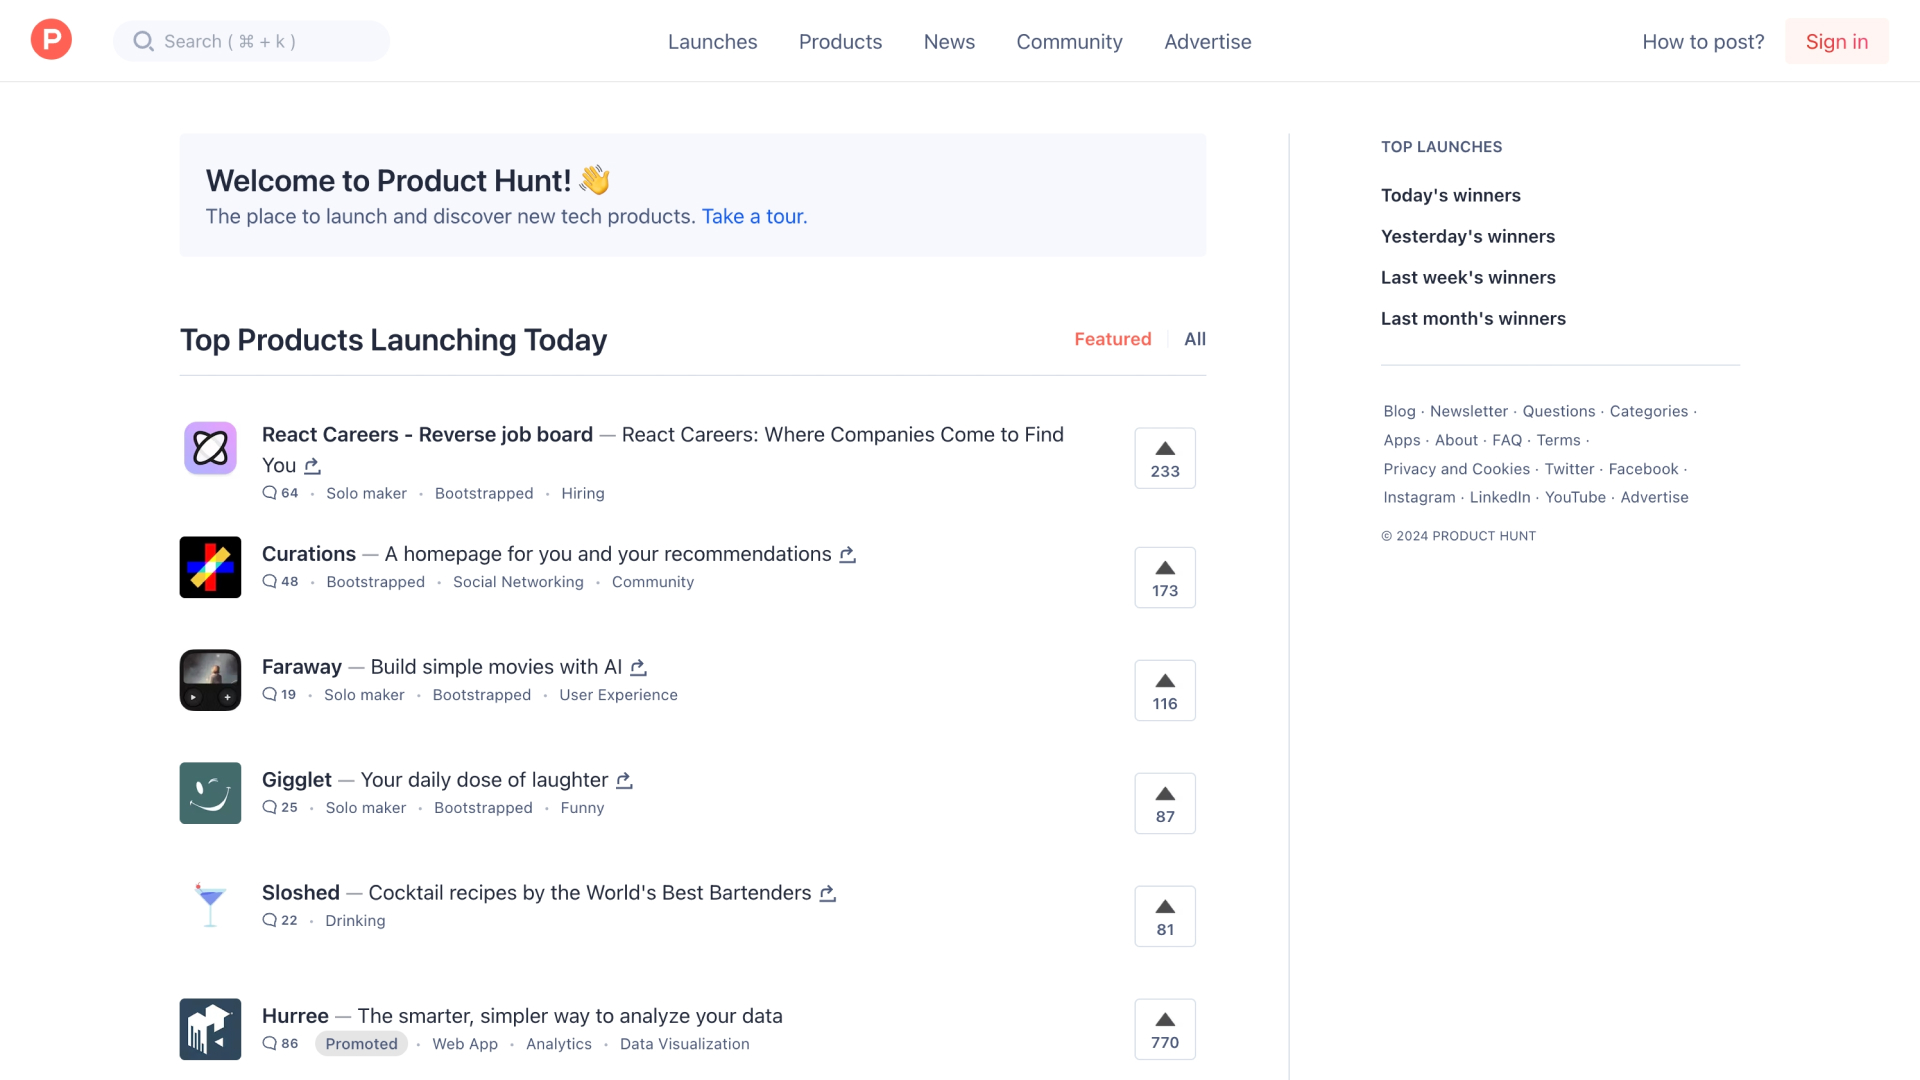 P
Search ( ⌘ + k )
Launches
Products
News
Community
Advertise
How to post?
Sign in
Welcome to Product Hunt! 👋
The place to launch and discover new tech products. Take a tour.
Top Products Launching Today
Featured
All
React Careers - Reverse job board — React Careers: Where Companies Come to Find
You
64 • Solo maker • Bootstrapped • Hiring
233
Curations — A homepage for you and your recommendations
48 • Bootstrapped • Social Networking • Community
173
Faraway — Build simple movies with AI
19 • Solo maker • Bootstrapped • User Experience
116
Gigglet — Your daily dose of laughter
25 • Solo maker • Bootstrapped • Funny
87
Sloshed — Cocktail recipes by the World's Best Bartenders
22 • Drinking
81
Hurree — The smarter, simpler way to analyze your data
86 Promoted • Web App • Analytics • Data Visualization
770
TOP LAUNCHES
Today's winners
Yesterday's winners
Last week's winners
Last month's winners
Blog · Newsletter · Questions · Categories ·
Apps · About · FAQ · Terms ·
Privacy and Cookies · Twitter · Facebook ·
Instagram · LinkedIn · YouTube · Advertise
© 2024 PRODUCT HUNT